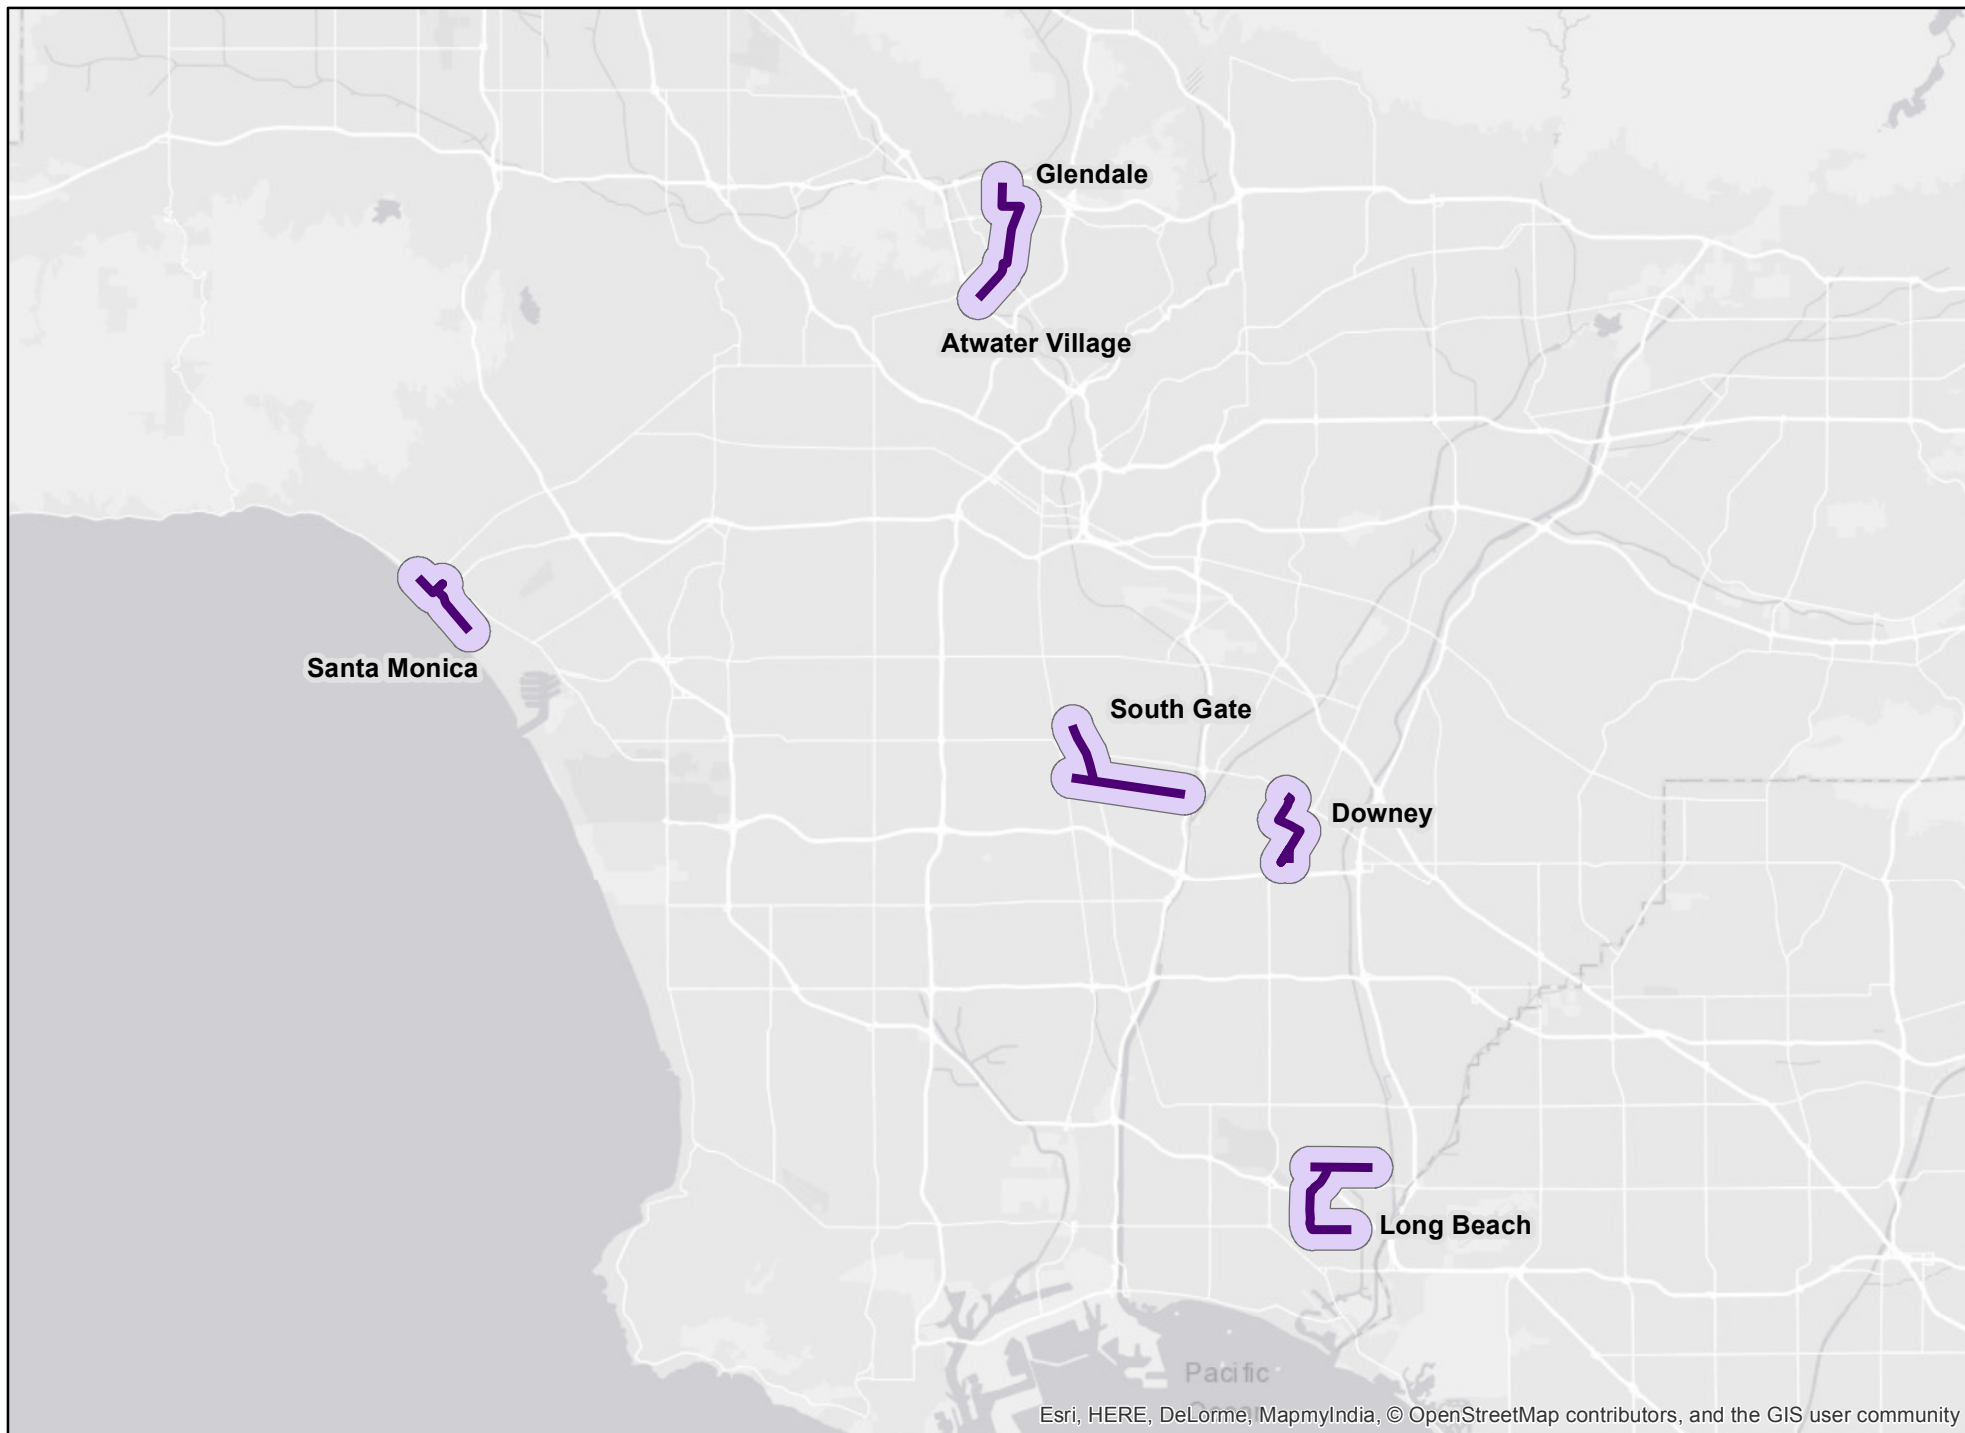 Glendale
Atwater Village
Santa Monica
South Gate
Downey
Long Beach
Pacific
Ocean
Esri, HERE, DeLorme, MapmyIndia, © OpenStreetMap contributors, and the GIS user community